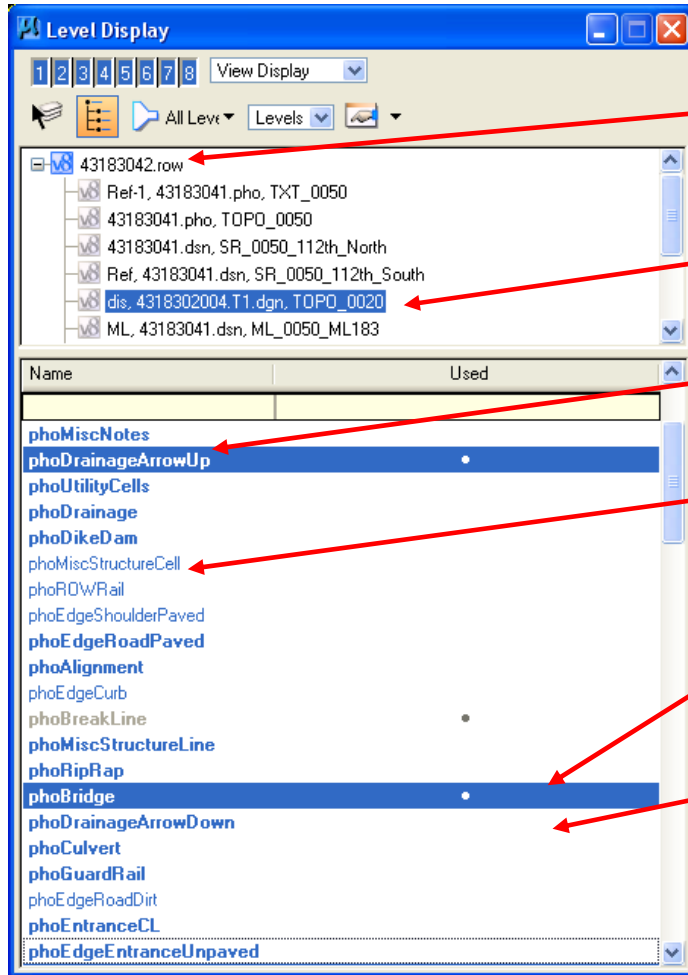 Level Display
1 2 3 4 5 6 7 8 View Display
All Leve Levels
43183042.row
Ref-1, 43183041.pho, TXT_0050
43183041.pho, TOPO_0050
43183041.dsn, SR_0050_112th_North
Ref, 43183041.dsn, SR_0050_112th_South
dis, 4318302004.T1.dgn, TOPO_0020
ML, 43183041.dsn, ML_0050_ML183
Name Used
phoMiscNotes
phoDrainageArrowUp
phoUtilityCells
phoDrainage
phoDikeDam
phoMiscStructureCell
phoROWRail
phoEdgeShoulderPaved
phoEdgeRoadPaved
phoAlignment
phoEdgeCurb
phoBreakLine
phoMiscStructureLine
phoRipRap
phoBridge
phoDrainageArrowDown
phoCulvert
phoGuardRail
phoEdgeRoadDirt
phoEntranceCL
phoEdgeEntranceUnpaved